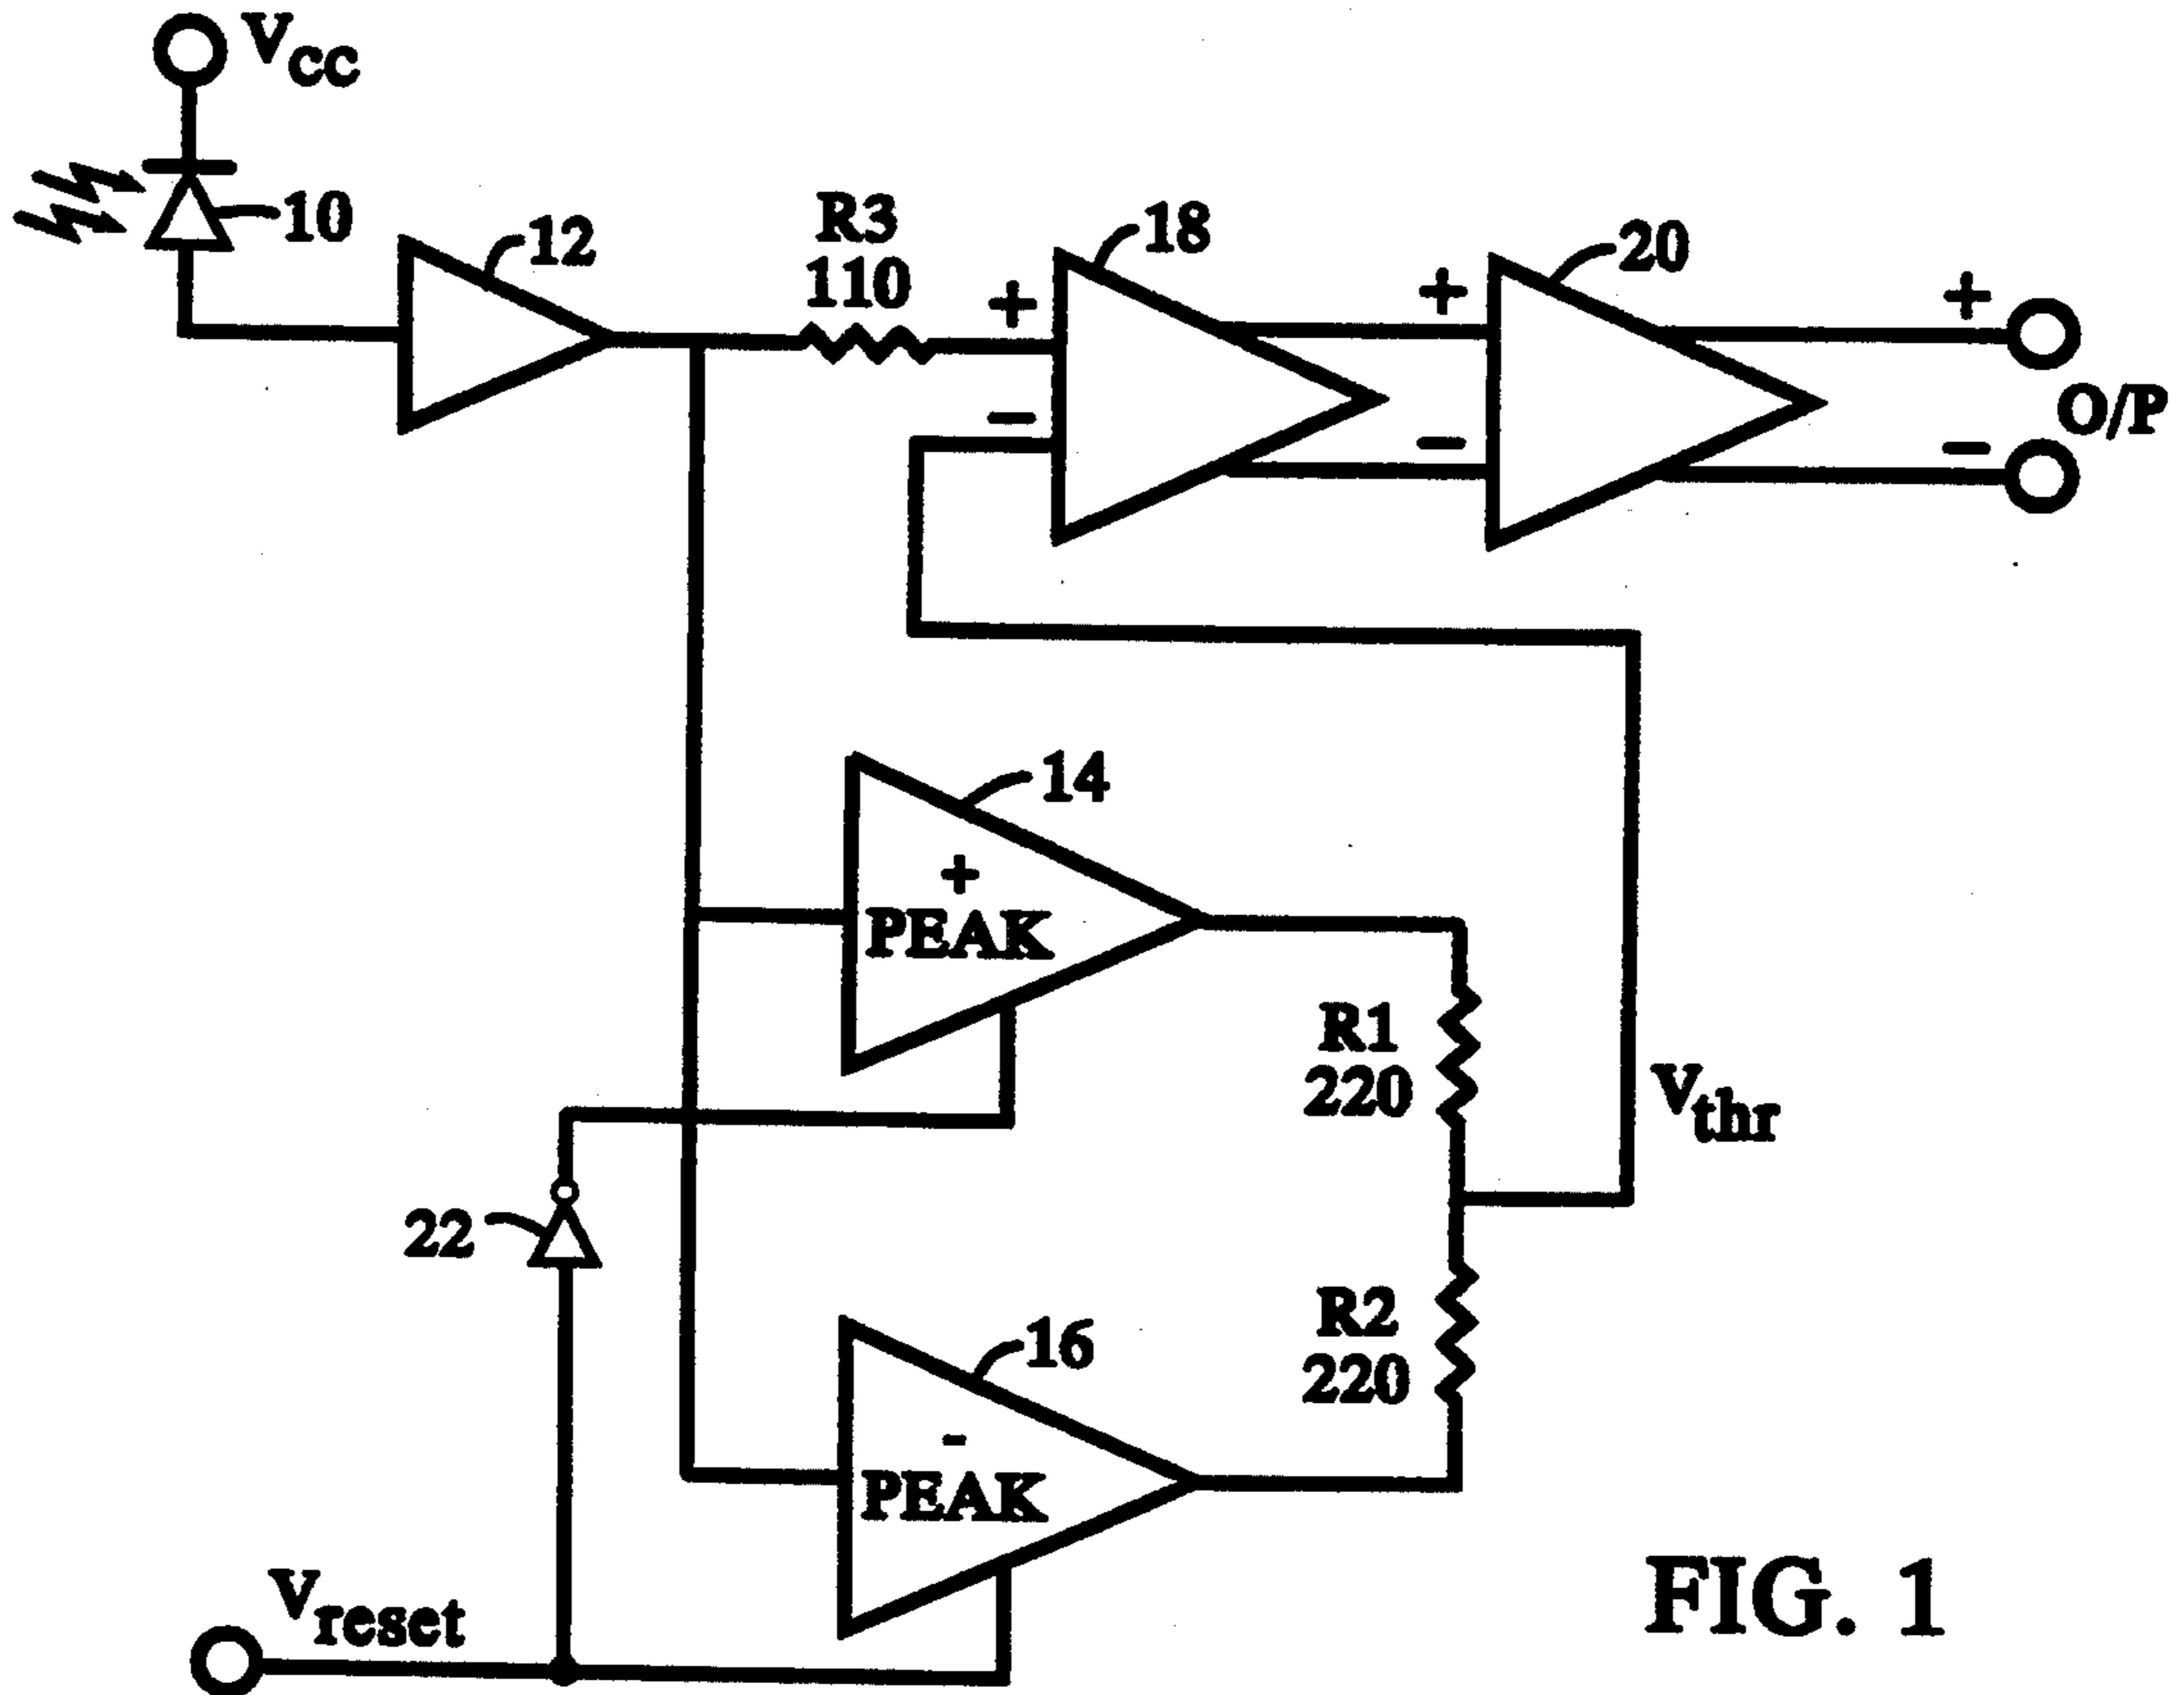 Vcc
10
12
R3
110
+
-
18
+
-
20
+
-
O/P
14
+
PEAK
R1
220
Vthr
22
R2
220
16
-
PEAK
Vreset
FIG. 1